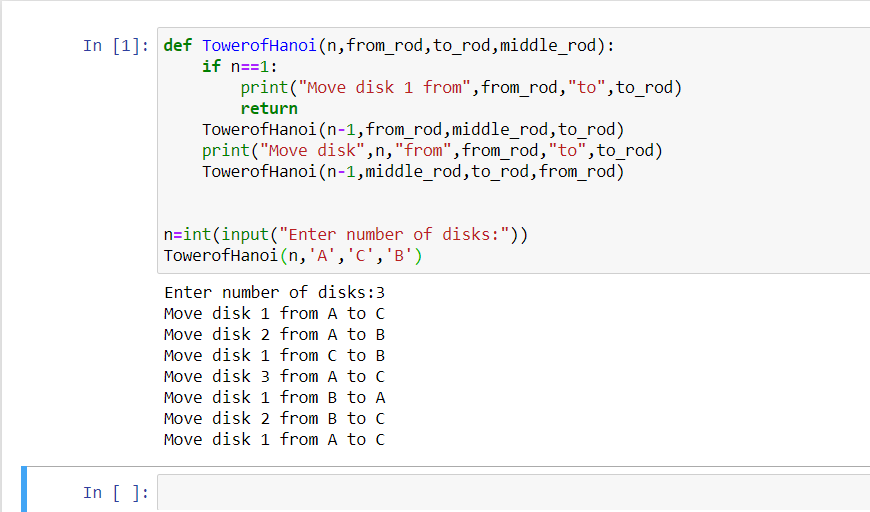 In [1]: def TowerofHanoi(n,from_rod,to_rod,middle_rod):
    if n==1:
        print("Move disk 1 from",from_rod,"to",to_rod)
        return
    TowerofHanoi(n-1,from_rod,middle_rod,to_rod)
    print("Move disk",n,"from",from_rod,"to",to_rod)
    TowerofHanoi(n-1,middle_rod,to_rod,from_rod)
n=int(input("Enter number of disks:"))
TowerofHanoi(n,'A','C','B')
Enter number of disks:3
Move disk 1 from A to C
Move disk 2 from A to B
Move disk 1 from C to B
Move disk 3 from A to C
Move disk 1 from B to A
Move disk 2 from B to C
Move disk 1 from A to C
In [ ]: